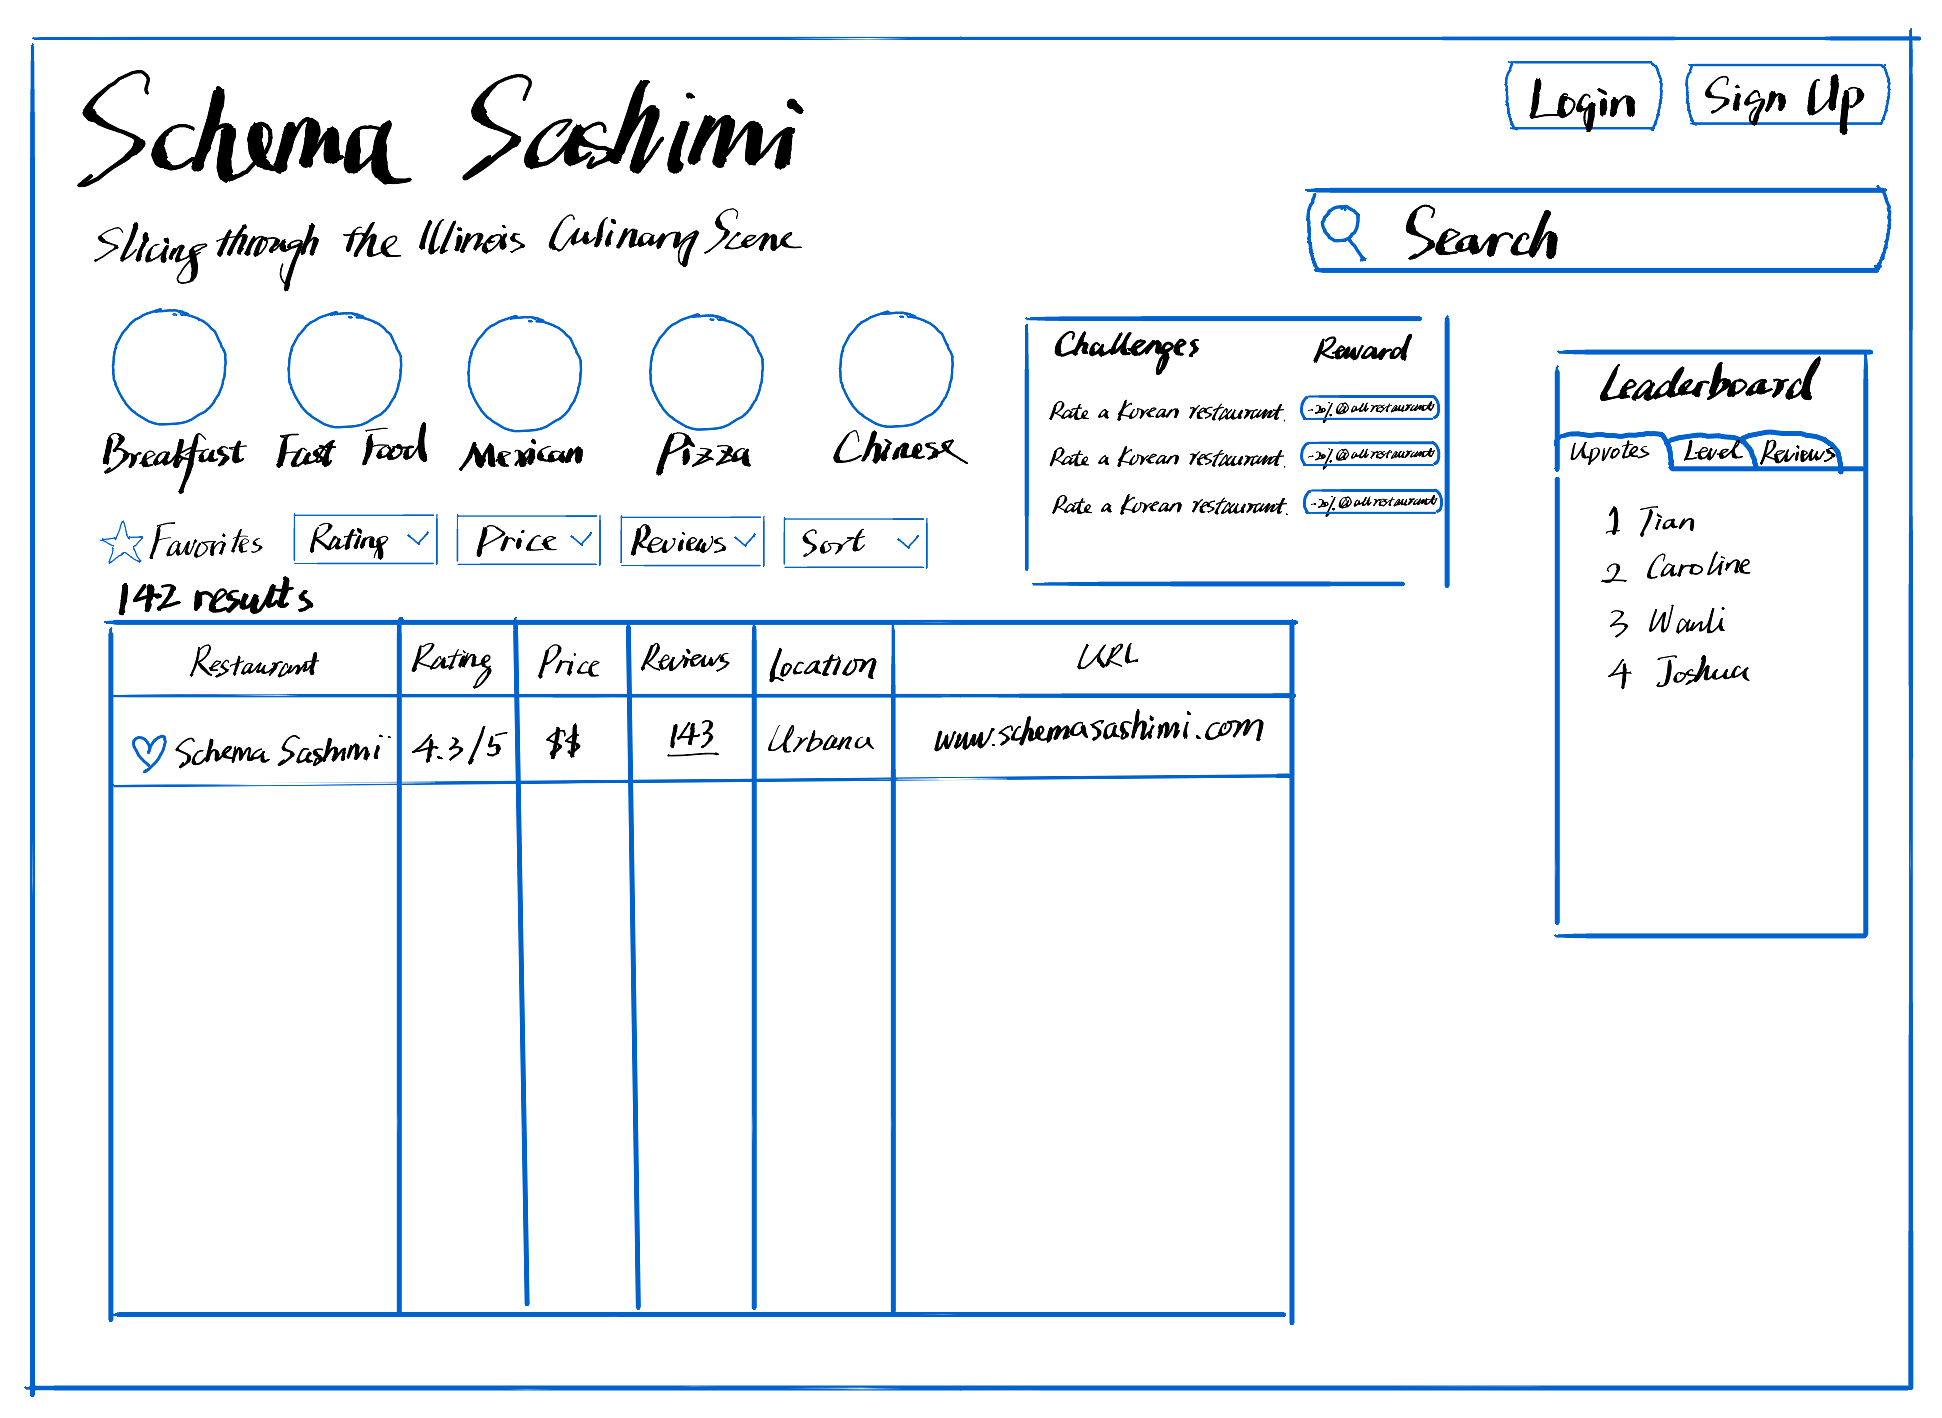 Schema Sashimi
Login
Sign Up
Slicing through the Illinois Culinary Scene
Search
Breakfast
Fast Food
Mexican
Pizza
Chinese
Challenges Reward
Rate a Korean restaurant. -20% @ all restaurants
Rate a Korean restaurant. -20% @ all restaurants
Rate a Korean restaurant. -20% @ all restaurants
Leaderboard
Upvotes Level Reviews
1 Tian
2 Caroline
3 Wanli
4 Joshua
Favorites
Rating
Price
Reviews
Sort
142 results
Restaurant Rating Price Reviews Location URL
Schema Sashimi 4.3/5 $$ 143 Urbana www.schemasashimi.com